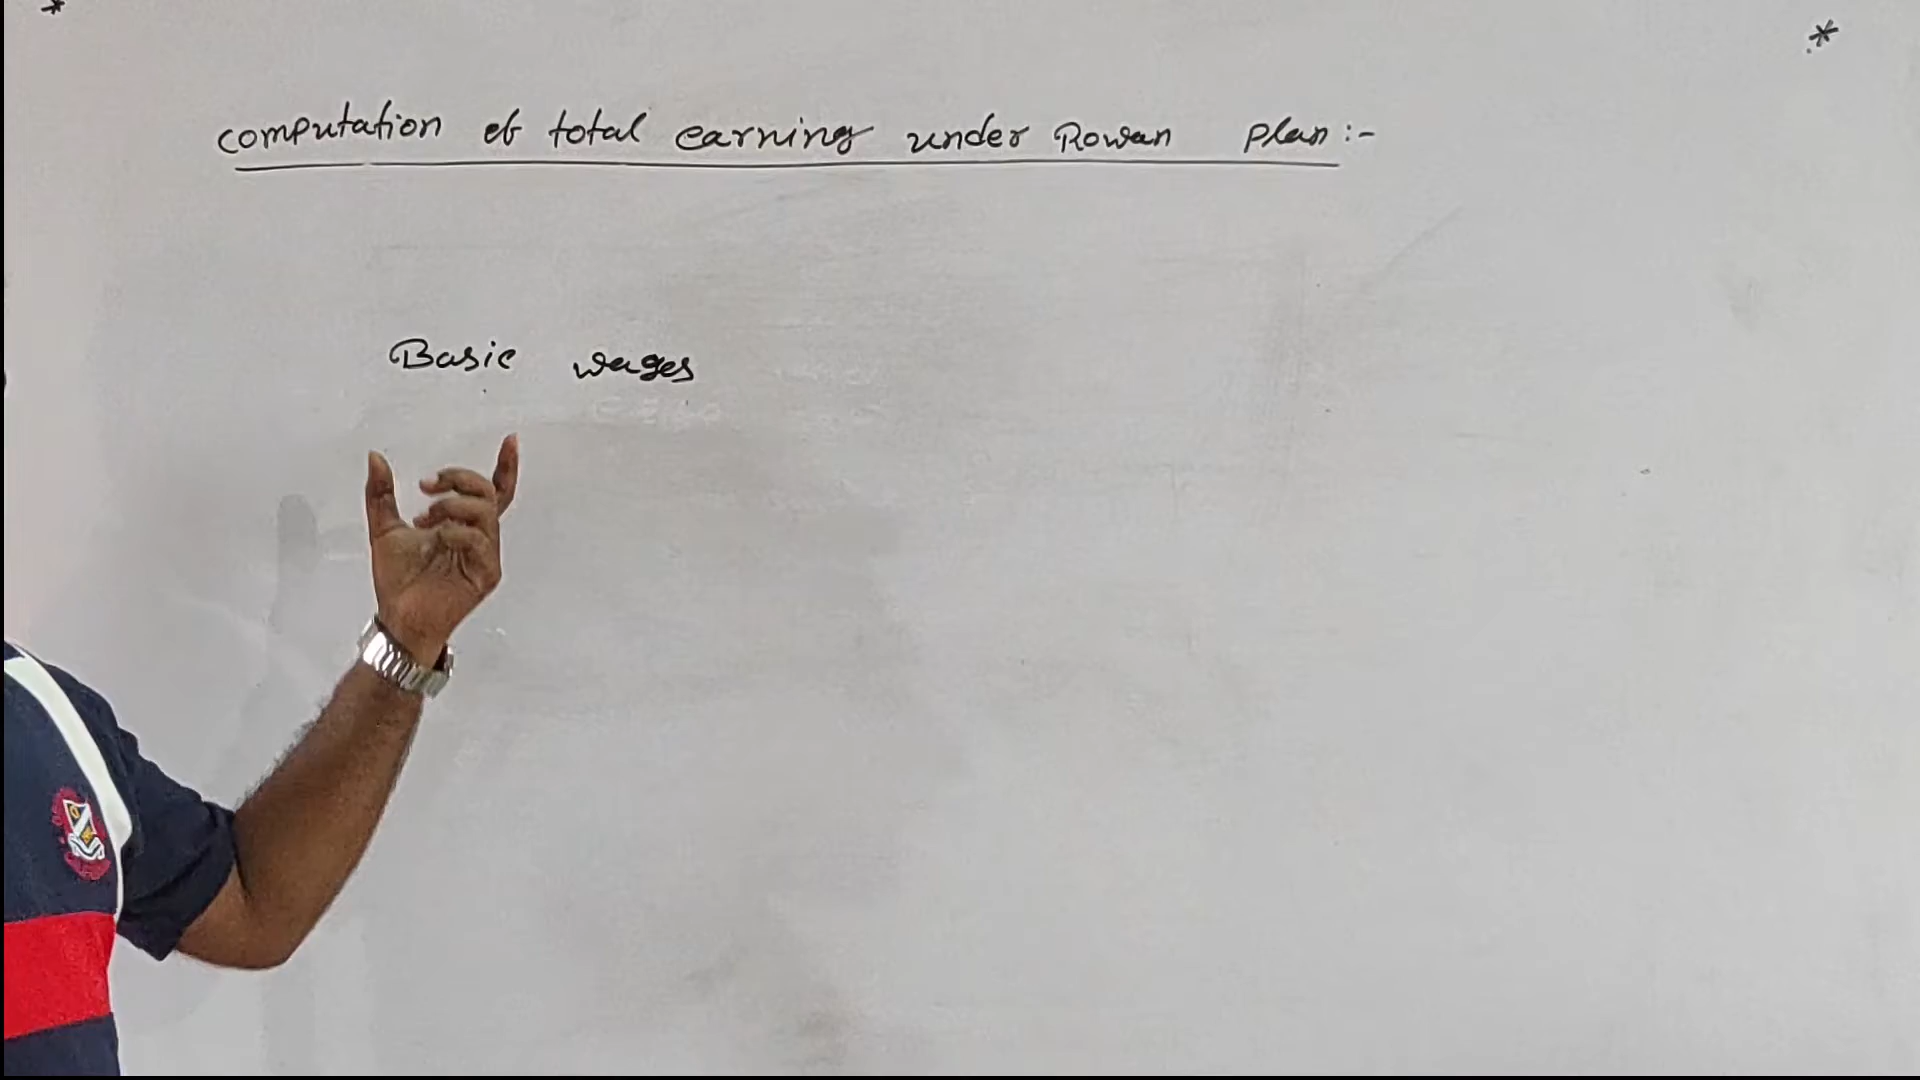 * *
computation of total earning under Rowan plan :-
Basic wages